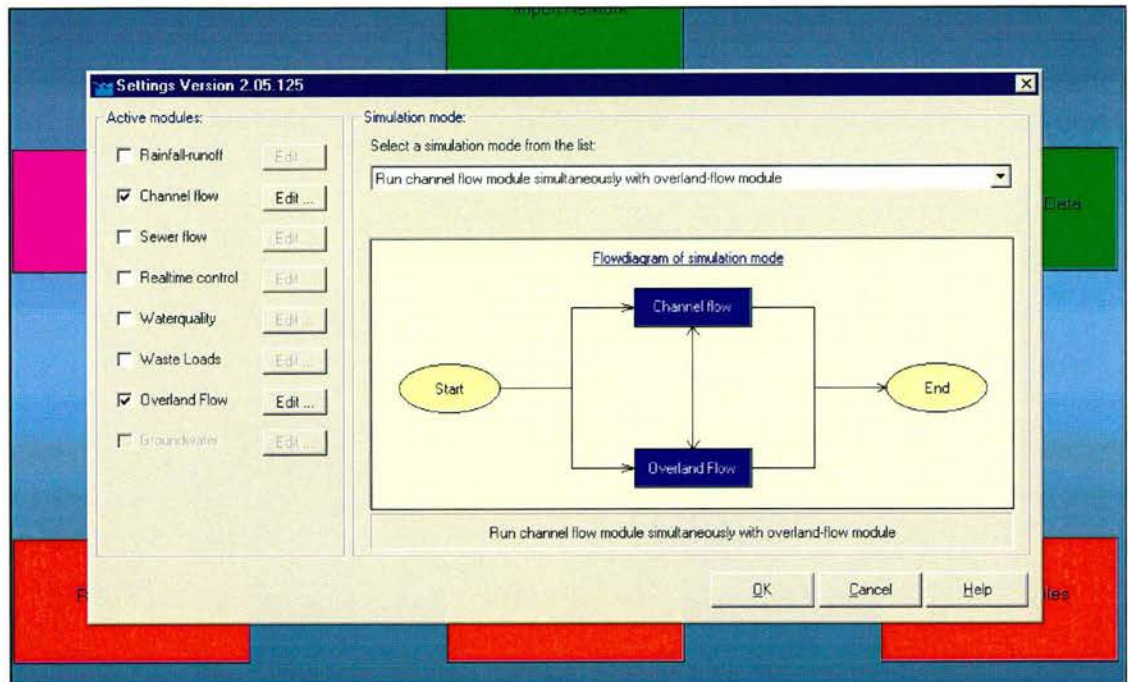 Import Network
Settings Version 2.05.125
Active modules:
Rainfall-runoff Edit ...
Channel flow Edit ...
Sewer flow Edit ...
Realtime control Edit ...
Waterquality Edit ...
Waste Loads Edit ...
Overland Flow Edit ...
Groundwater Edit ...
Simulation mode:
Select a simulation mode from the list:
Run channel flow module simultaneously with overland-flow module
Flowdiagram of simulation mode
Channel flow
Start
End
Overland Flow
Run channel flow module simultaneously with overland-flow module
OK Cancel Help
Data